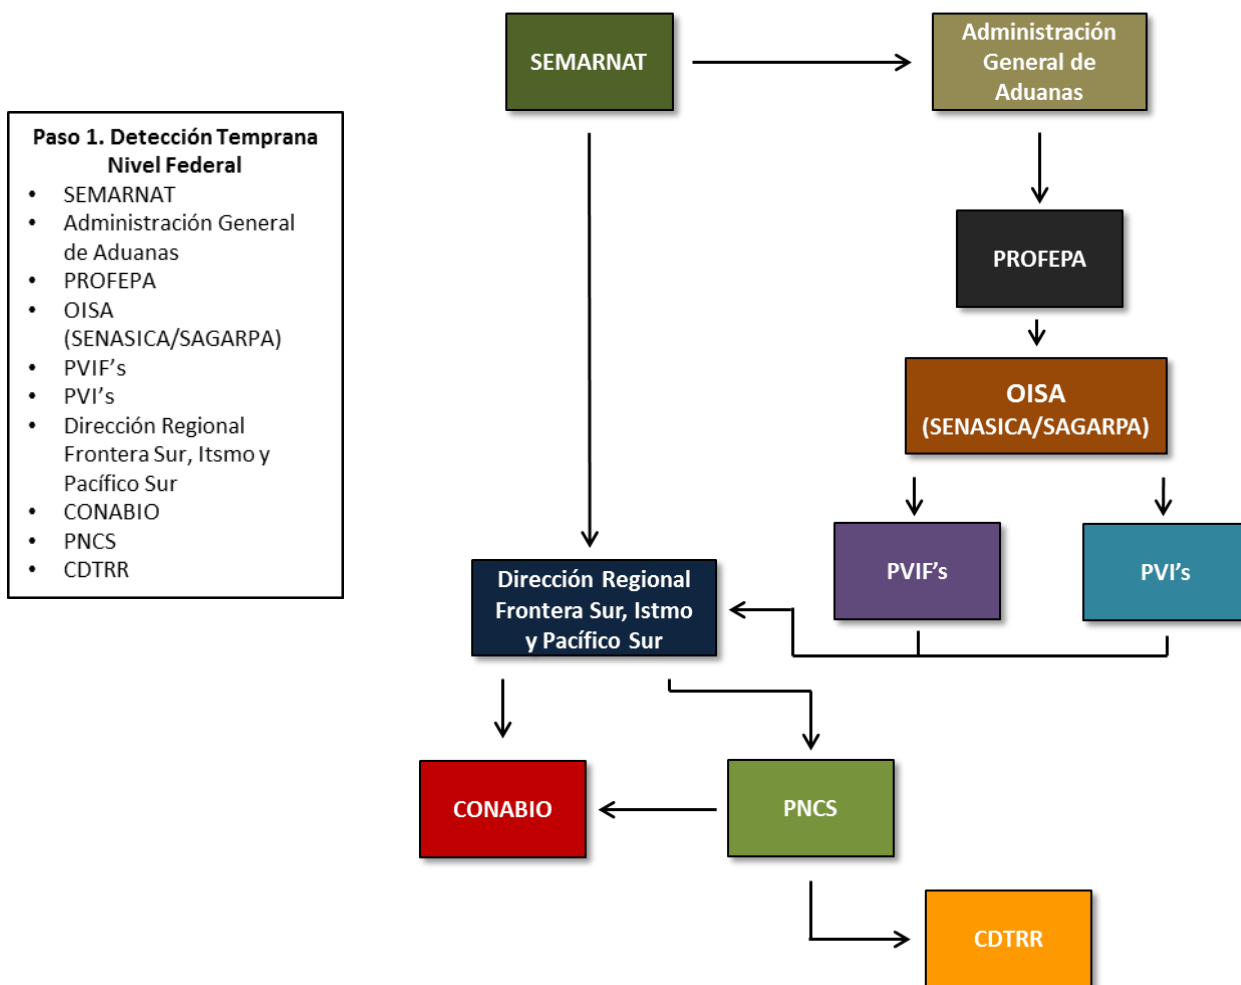 Paso 1. Detección Temprana
Nivel Federal
• SEMARNAT
• Administración General
de Aduanas
• PROFEPA
• OISA
(SENASICA/SAGARPA)
• PVIF’s
• PVI’s
• Dirección Regional
Frontera Sur, Itsmo y
Pacífico Sur
• CONABIO
• PNCS
• CDTRR
SEMARNAT
Administración
General de
Aduanas
PROFEPA
OISA
(SENASICA/SAGARPA)
PVIF’s
PVI’s
Dirección Regional
Frontera Sur, Istmo
y Pacífico Sur
CONABIO
PNCS
CDTRR